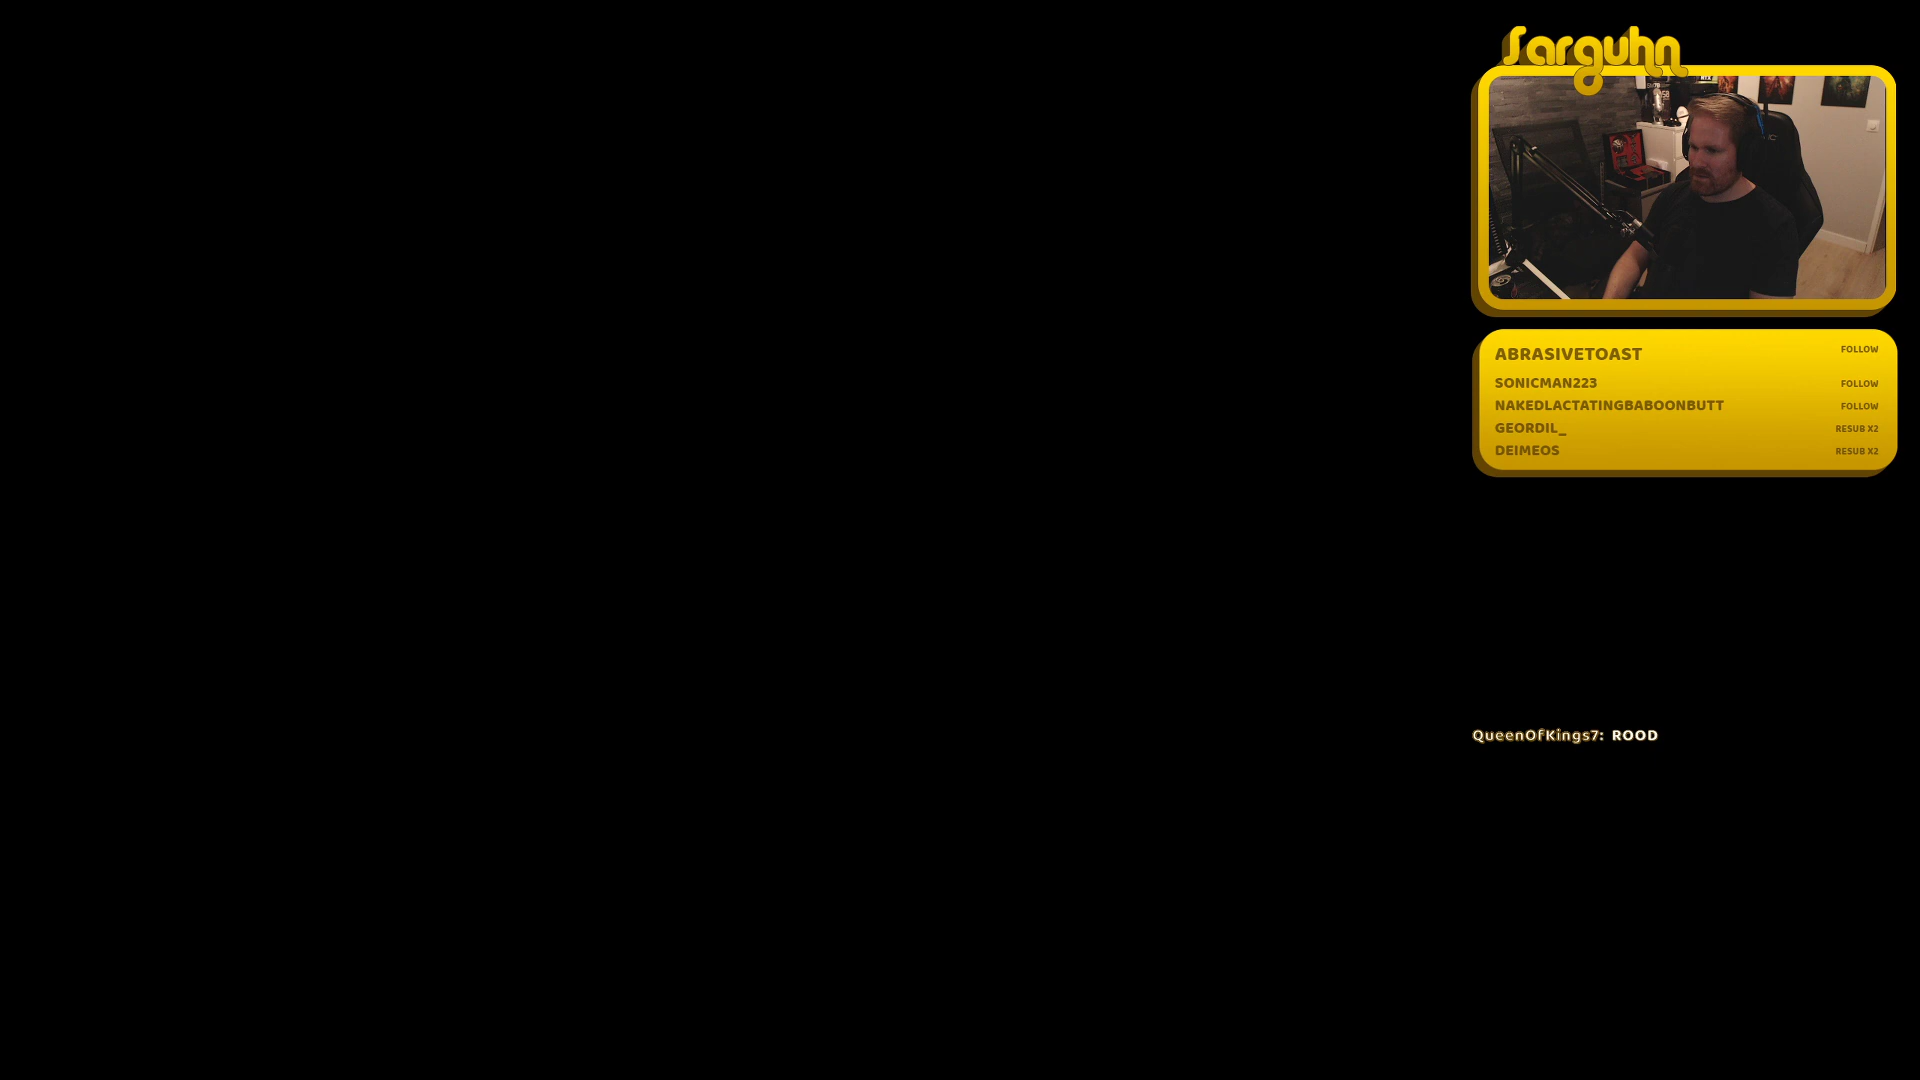 Sarguhn
ABRASIVETOAST FOLLOW
SONICMAN223 FOLLOW
NAKEDLACTATINGBABOONBUTT FOLLOW
GEORDIL_ RESUB X2
DEIMEOS RESUB X2
QueenOfKings7: ROOD